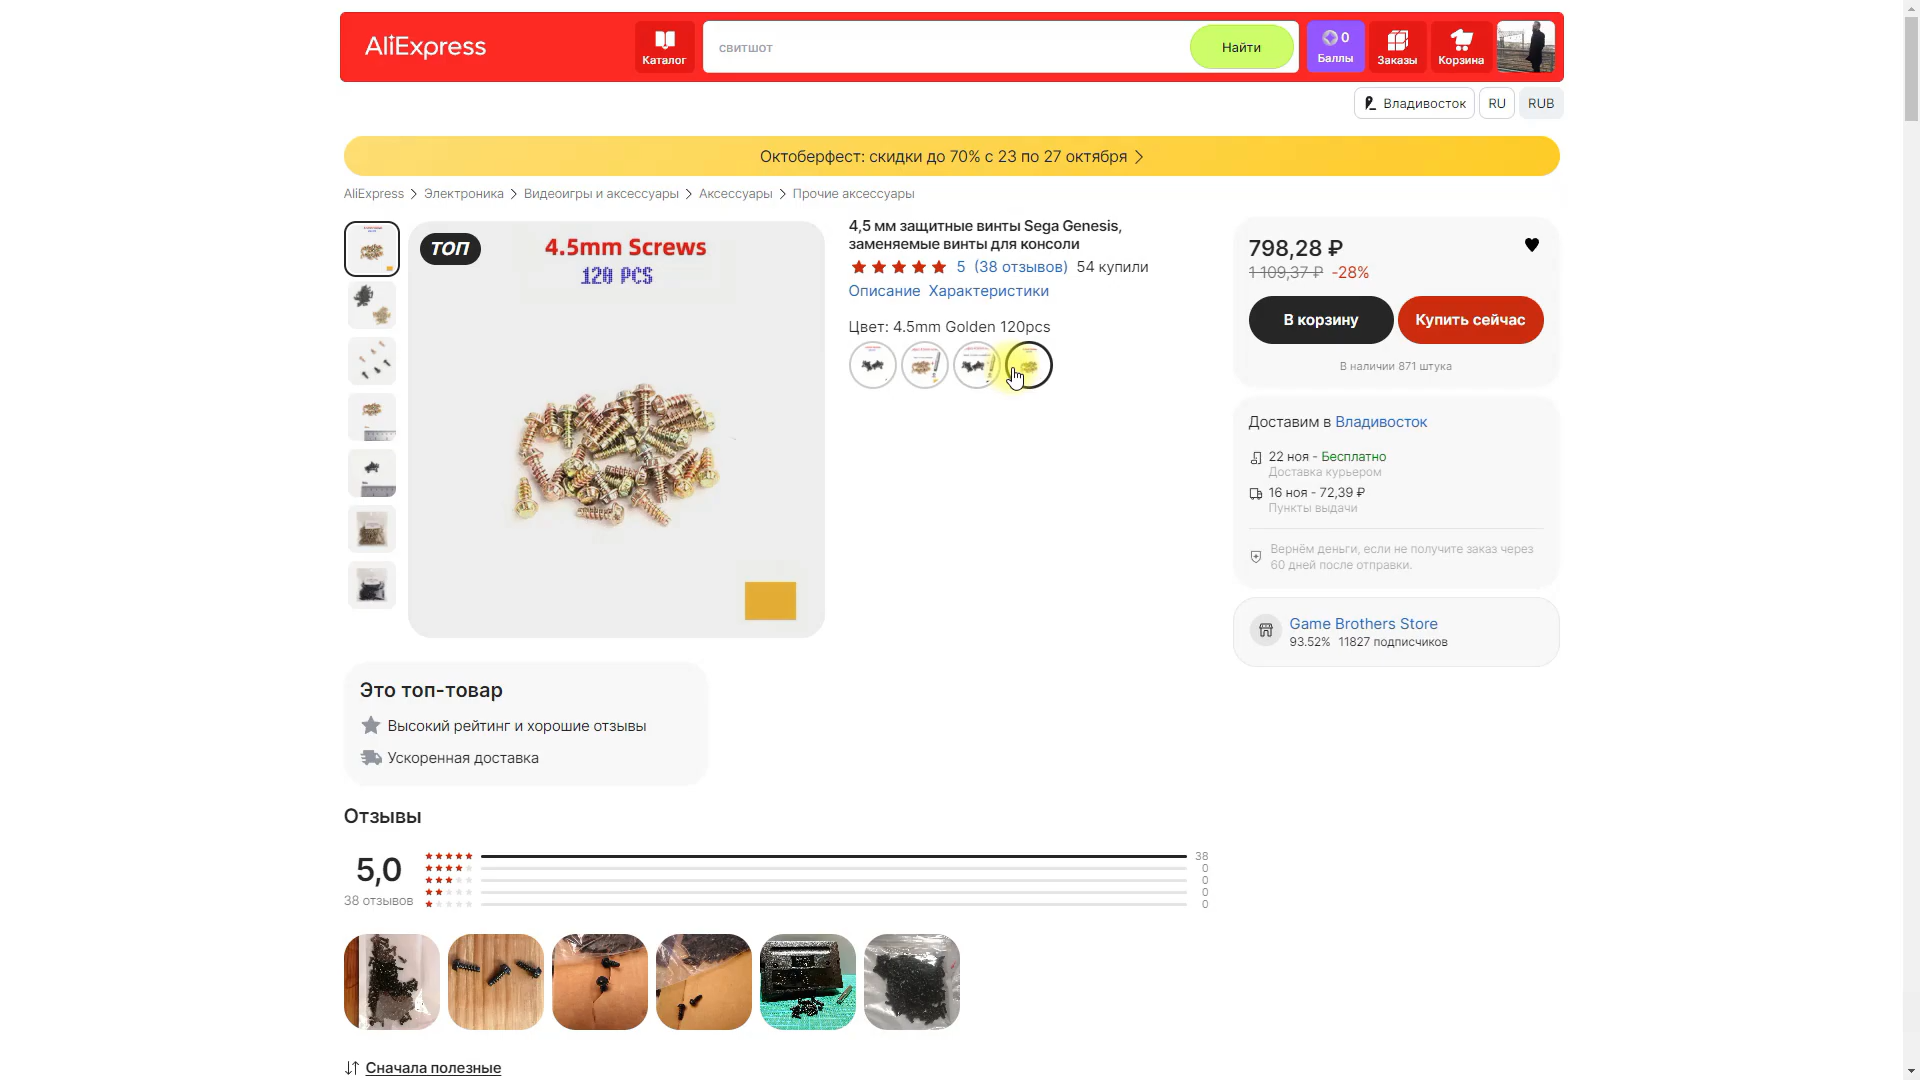 AliExpress
Каталог
свитшот
Найти
0
Баллы
Заказы
Корзина
Владивосток
RU
RUB
Октоберфест: скидки до 70% с 23 по 27 октября
AliExpress
Электроника
Видеоигры и аксессуары
Аксессуары
Прочие аксессуары
ТОП
4.5mm Screws
120 PCS
4,5 мм защитные винты Sega Genesis,
заменяемые винты для консоли
5 (38 отзывов) 54 купили
Описание Характеристики
Цвет: 4.5mm Golden 120pcs
798,28 ₽
1 109,37 ₽ -28%
В корзину
Купить сейчас
В наличии 871 штука
Доставим в Владивосток
22 ноя - Бесплатно
Доставка курьером
16 ноя - 72,39 ₽
Пункты выдачи
Вернём деньги, если не получите заказ через
60 дней после отправки.
Game Brothers Store
93.52% 11827 подписчиков
Это топ-товар
Высокий рейтинг и хорошие отзывы
Ускоренная доставка
Отзывы
5,0
38 отзывов
38
0
0
0
0
Сначала полезные